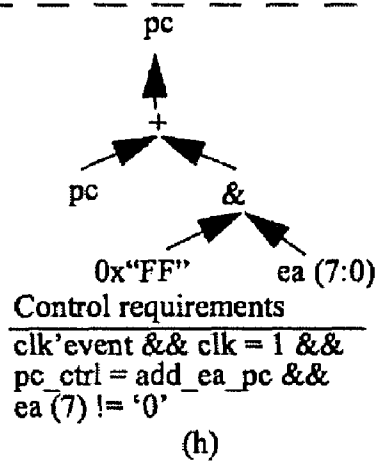 pc
+
pc &
0x“FF” ea (7:0)
Control requirements
clk’event && clk = 1 &&
pc_ctrl = add_ea_pc &&
ea (7) != ‘0’
(h)